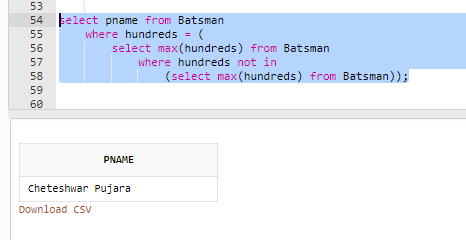 53
54 select pname from Batsman
55 where hundreds = (
56 select max(hundreds) from Batsman
57 where hundreds not in
58 (select max(hundreds) from Batsman));
59
60
PNAME
Cheteshwar Pujara
Download CSV